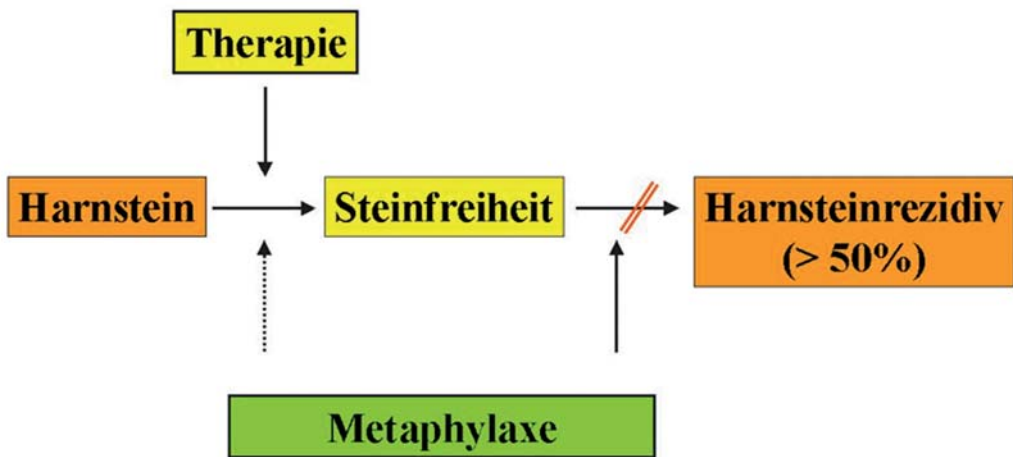 Therapie
Harnstein
Steinfreiheit
Harnsteinrezidiv
(> 50%)
Metaphylaxe